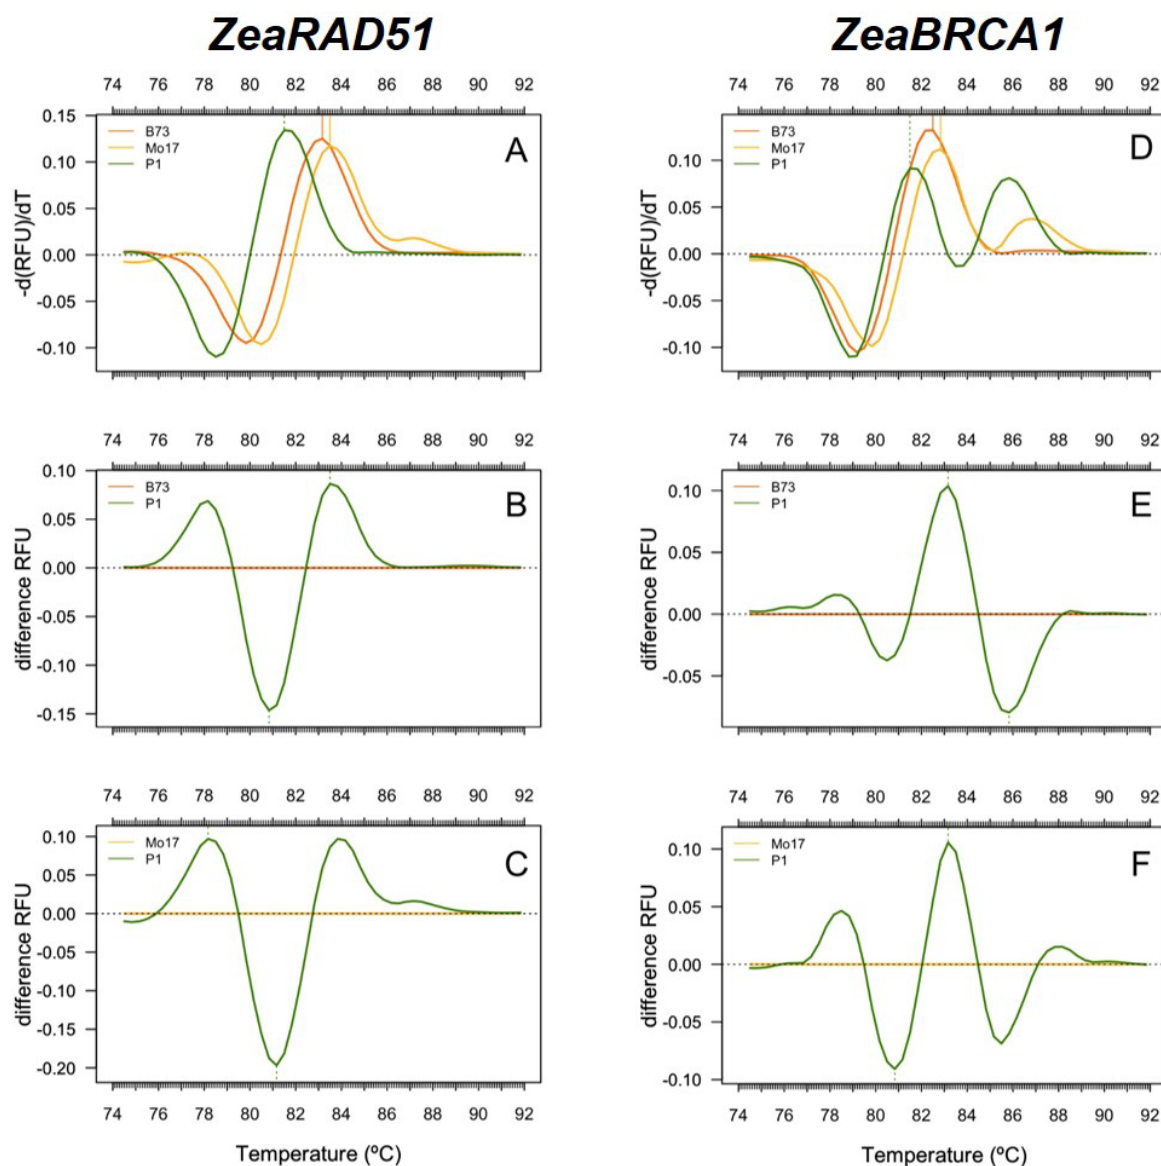 ZeaRAD51
74 76 78 80 82 84 86 88 90 92
-d(RFU)/dT
0.15
0.10
0.05
0.00
-0.05
-0.10
B73
Mo17
P1
A
74 76 78 80 82 84 86 88 90 92
difference RFU
0.10
0.05
0.00
-0.05
-0.10
-0.15
B73
P1
B
74 76 78 80 82 84 86 88 90 92
difference RFU
0.10
0.05
0.00
-0.05
-0.10
-0.15
-0.20
Mo17
P1
C
74 76 78 80 82 84 86 88 90 92
Temperature (ºC)
ZeaBRCA1
74 76 78 80 82 84 86 88 90 92
-d(RFU)/dT
0.10
0.05
0.00
-0.05
-0.10
B73
Mo17
P1
D
74 76 78 80 82 84 86 88 90 92
difference RFU
0.10
0.05
0.00
-0.05
B73
P1
E
74 76 78 80 82 84 86 88 90 92
difference RFU
0.10
0.05
0.00
-0.05
-0.10
Mo17
P1
F
74 76 78 80 82 84 86 88 90 92
Temperature (ºC)